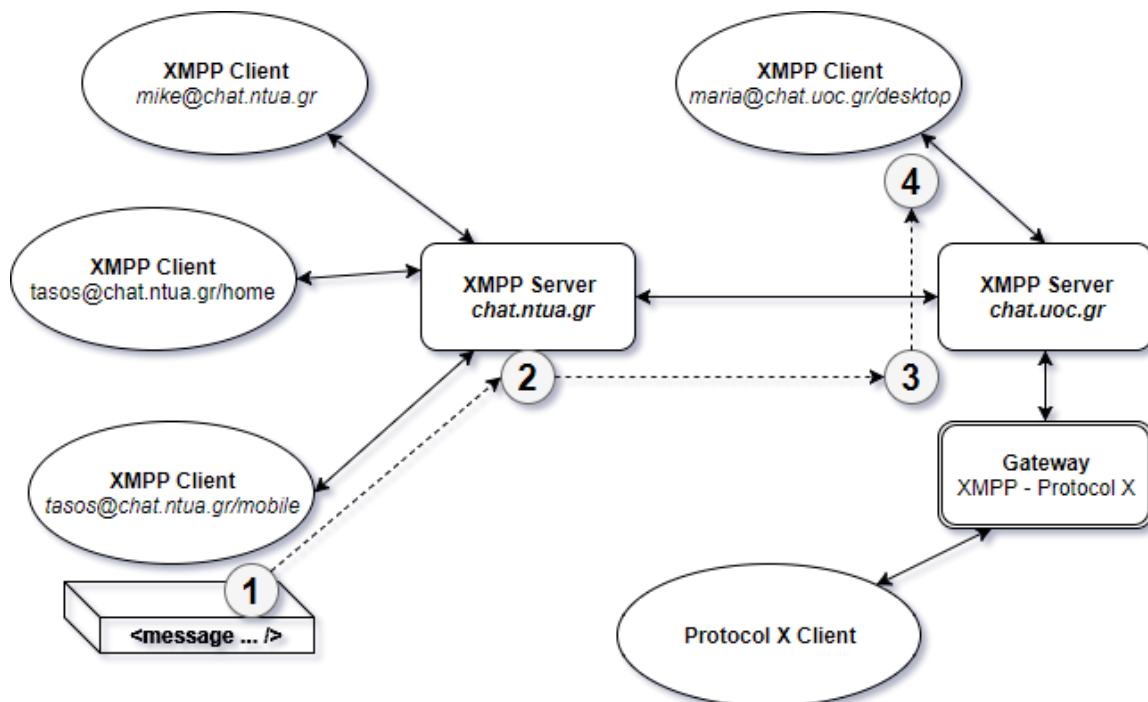 XMPP Client
mike@chat.ntua.gr
XMPP Client
maria@chat.uoc.gr/desktop
4
XMPP Client
tasos@chat.ntua.gr/home
XMPP Server
chat.ntua.gr
XMPP Server
chat.uoc.gr
2
3
XMPP Client
tasos@chat.ntua.gr/mobile
Gateway
XMPP - Protocol X
1
<message ... />
Protocol X Client